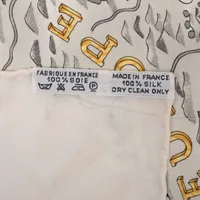 FABRIQUE EN FRANCE
100% SOIE
MADE IN FRANCE
100% SILK
DRY CLEAN ONLY